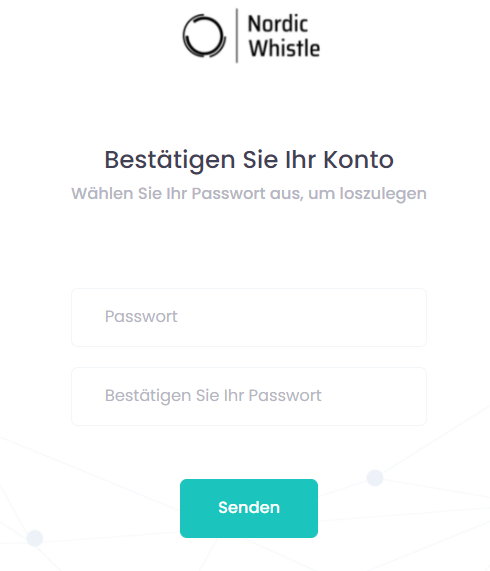 Nordic
Whistle
Bestätigen Sie Ihr Konto
Wählen Sie Ihr Passwort aus, um loszulegen
Passwort
Bestätigen Sie Ihr Passwort
Senden